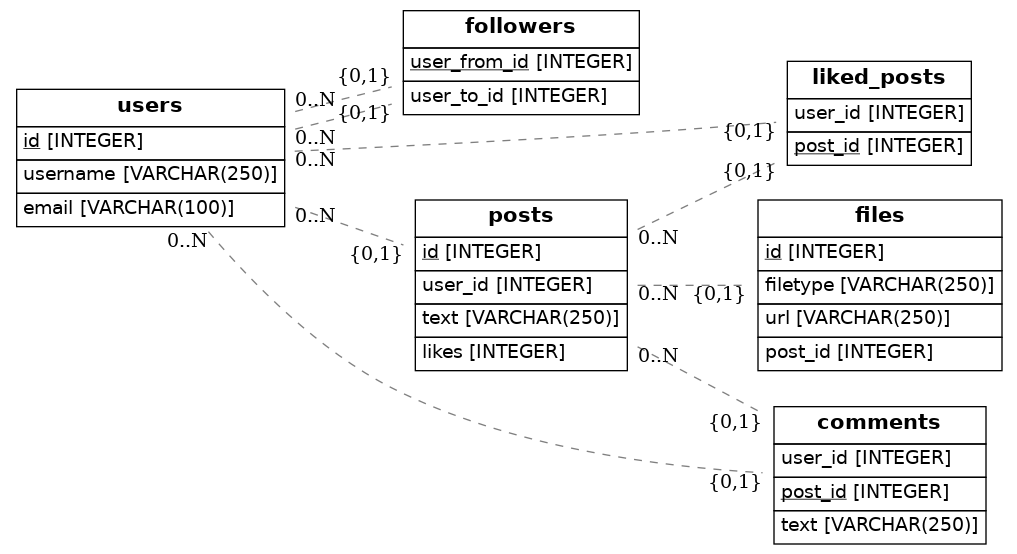 followers
user_from_id [INTEGER]
user_to_id [INTEGER]
users
id [INTEGER]
username [VARCHAR(250)]
email [VARCHAR(100)]
liked_posts
user_id [INTEGER]
post_id [INTEGER]
posts
id [INTEGER]
user_id [INTEGER]
text [VARCHAR(250)]
likes [INTEGER]
files
id [INTEGER]
filetype [VARCHAR(250)]
url [VARCHAR(250)]
post_id [INTEGER]
comments
user_id [INTEGER]
post_id [INTEGER]
text [VARCHAR(250)]
{0,1}
0..N
{0,1}
0..N
{0,1}
0..N
{0,1}
0..N
{0,1}
0..N
{0,1}
0..N
{0,1}
0..N
{0,1}
0..N